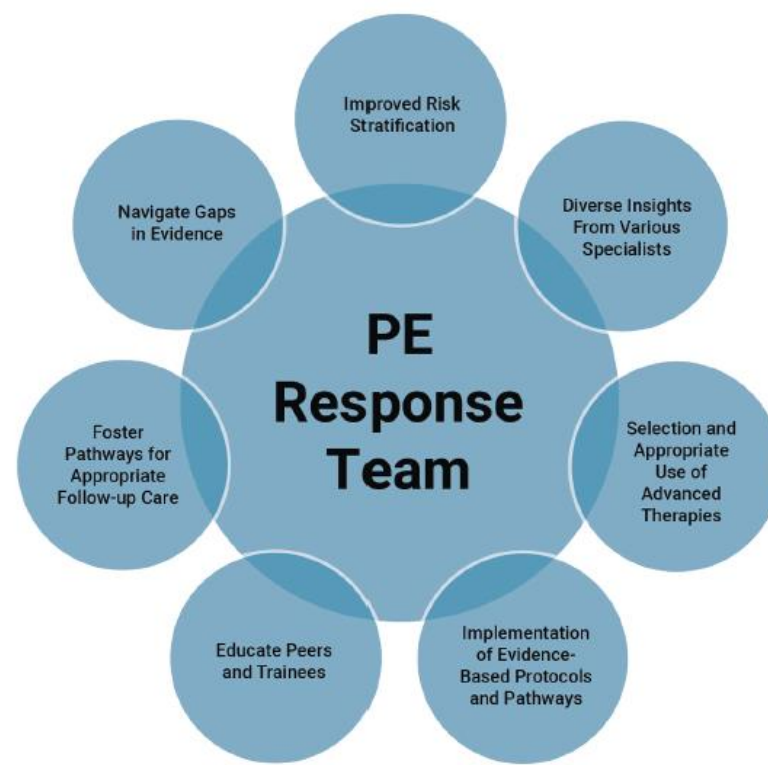 Improved Risk
Stratification
Diverse Insights
From Various
Specialists
Selection and
Appropriate
Use of
Advanced
Therapies
Implementation
of Evidence-
Based Protocols
and Pathways
Educate Peers
and Trainees
Foster
Pathways for
Appropriate
Follow-up Care
Navigate Gaps
in Evidence
PE
Response
Team